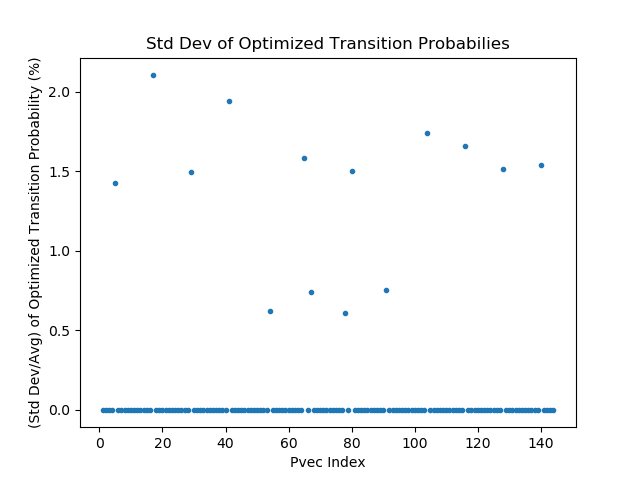 Std Dev of Optimized Transition Probabilies
(Std Dev/Avg) of Optimized Transition Probability (%)
2.0
1.5
1.0
0.5
0.0
0 20 40 60 80 100 120 140
Pvec Index